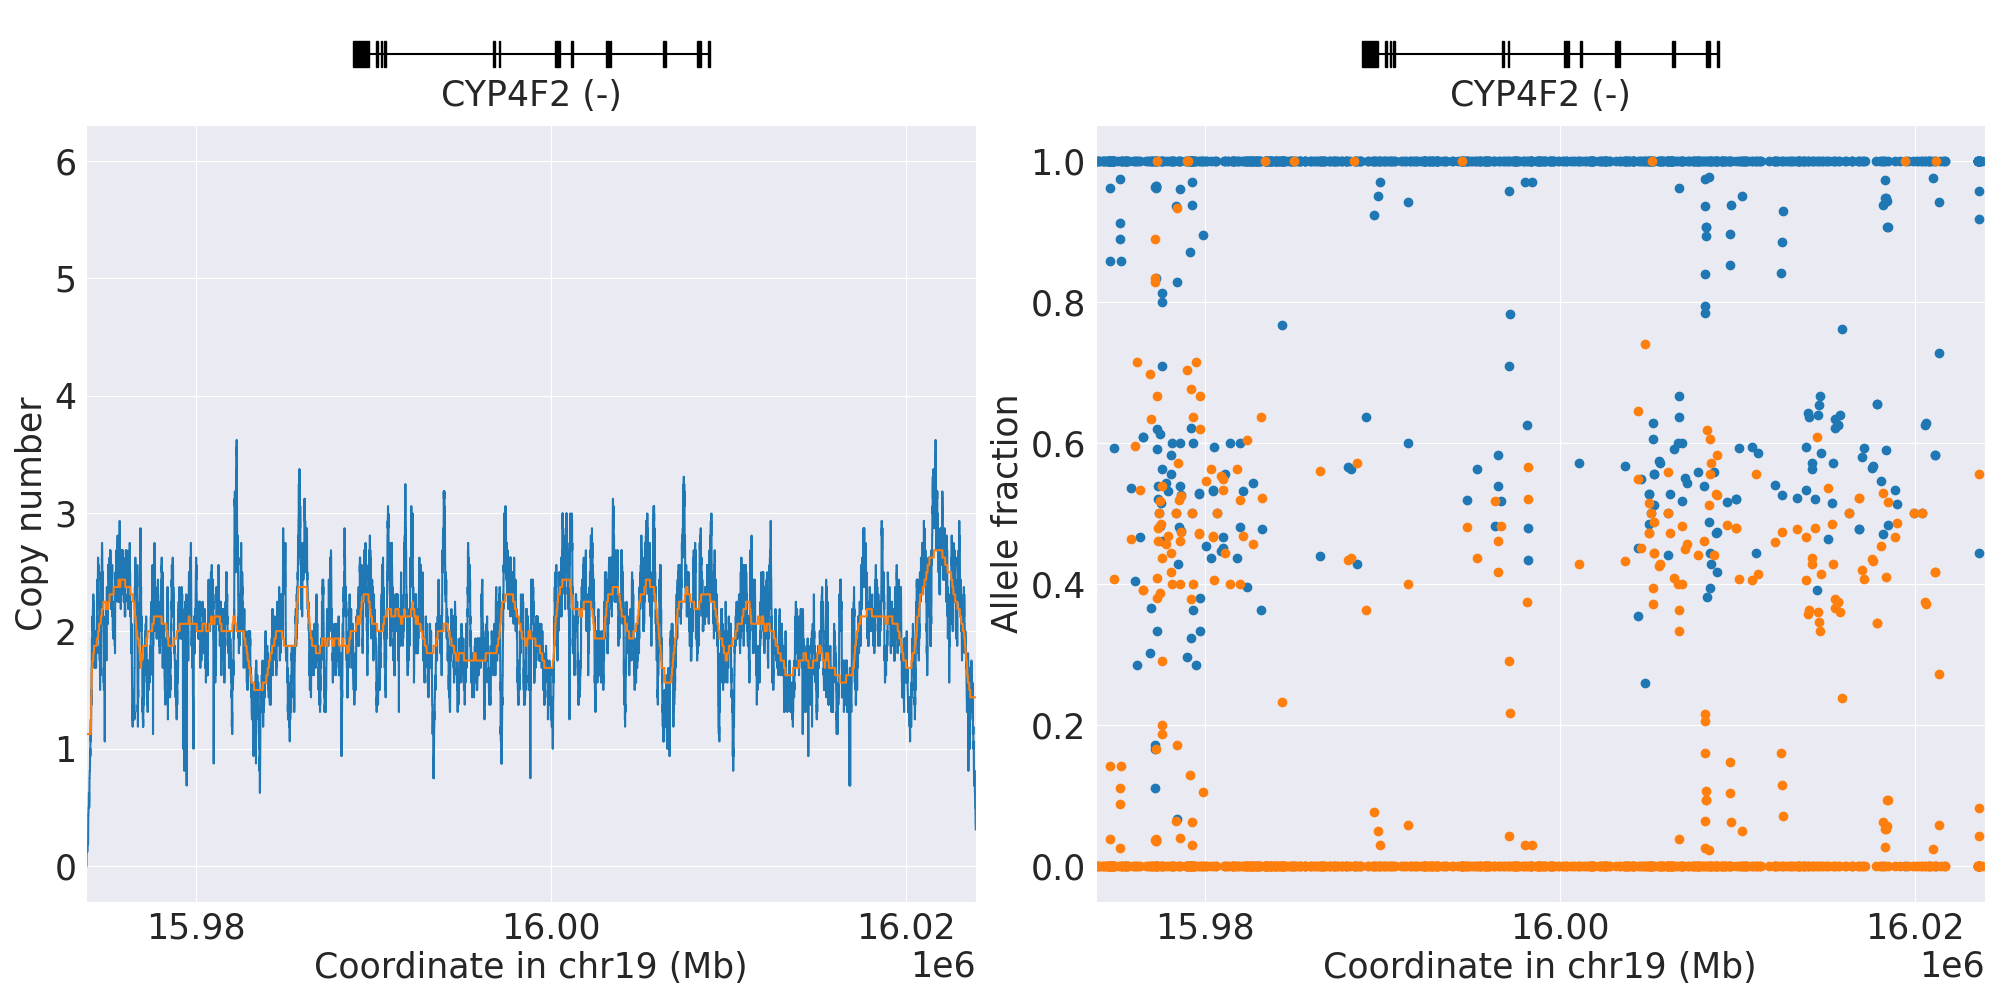 CYP4F2 (-)
Copy number
6
5
4
3
2
1
0
15.98
16.00
16.02
Coordinate in chr19 (Mb)
1e6
CYP4F2 (-)
Allele fraction
1.0
0.8
0.6
0.4
0.2
0.0
15.98
16.00
16.02
Coordinate in chr19 (Mb)
1e6